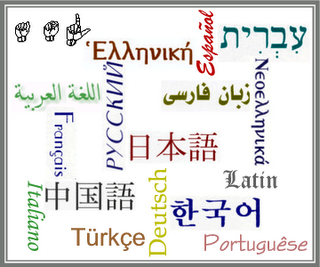 Ἑλληνική
Español
עִבְרִית
اللغة العربية
РУССКИЙ
زبان فارسی
Νεοελληνικά
Français
日本語
Latin
Italiano
中国語
Deutsch
한국어
Türkçe
Portuguêse